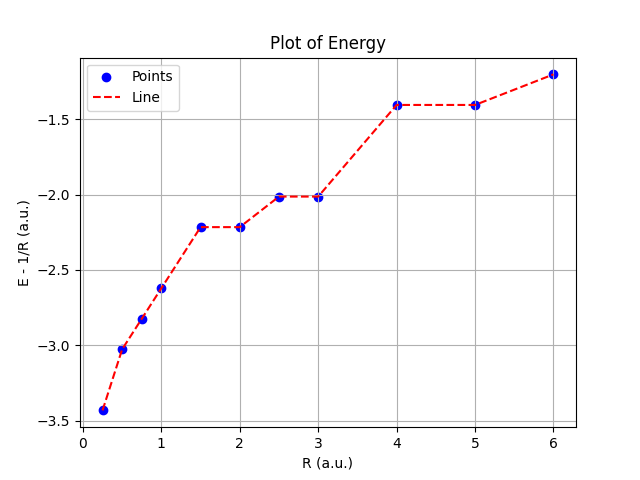 Plot of Energy
Points
Line
E - 1/R (a.u.)
−1.5
−2.0
−2.5
−3.0
−3.5
0 1 2 3 4 5 6
R (a.u.)